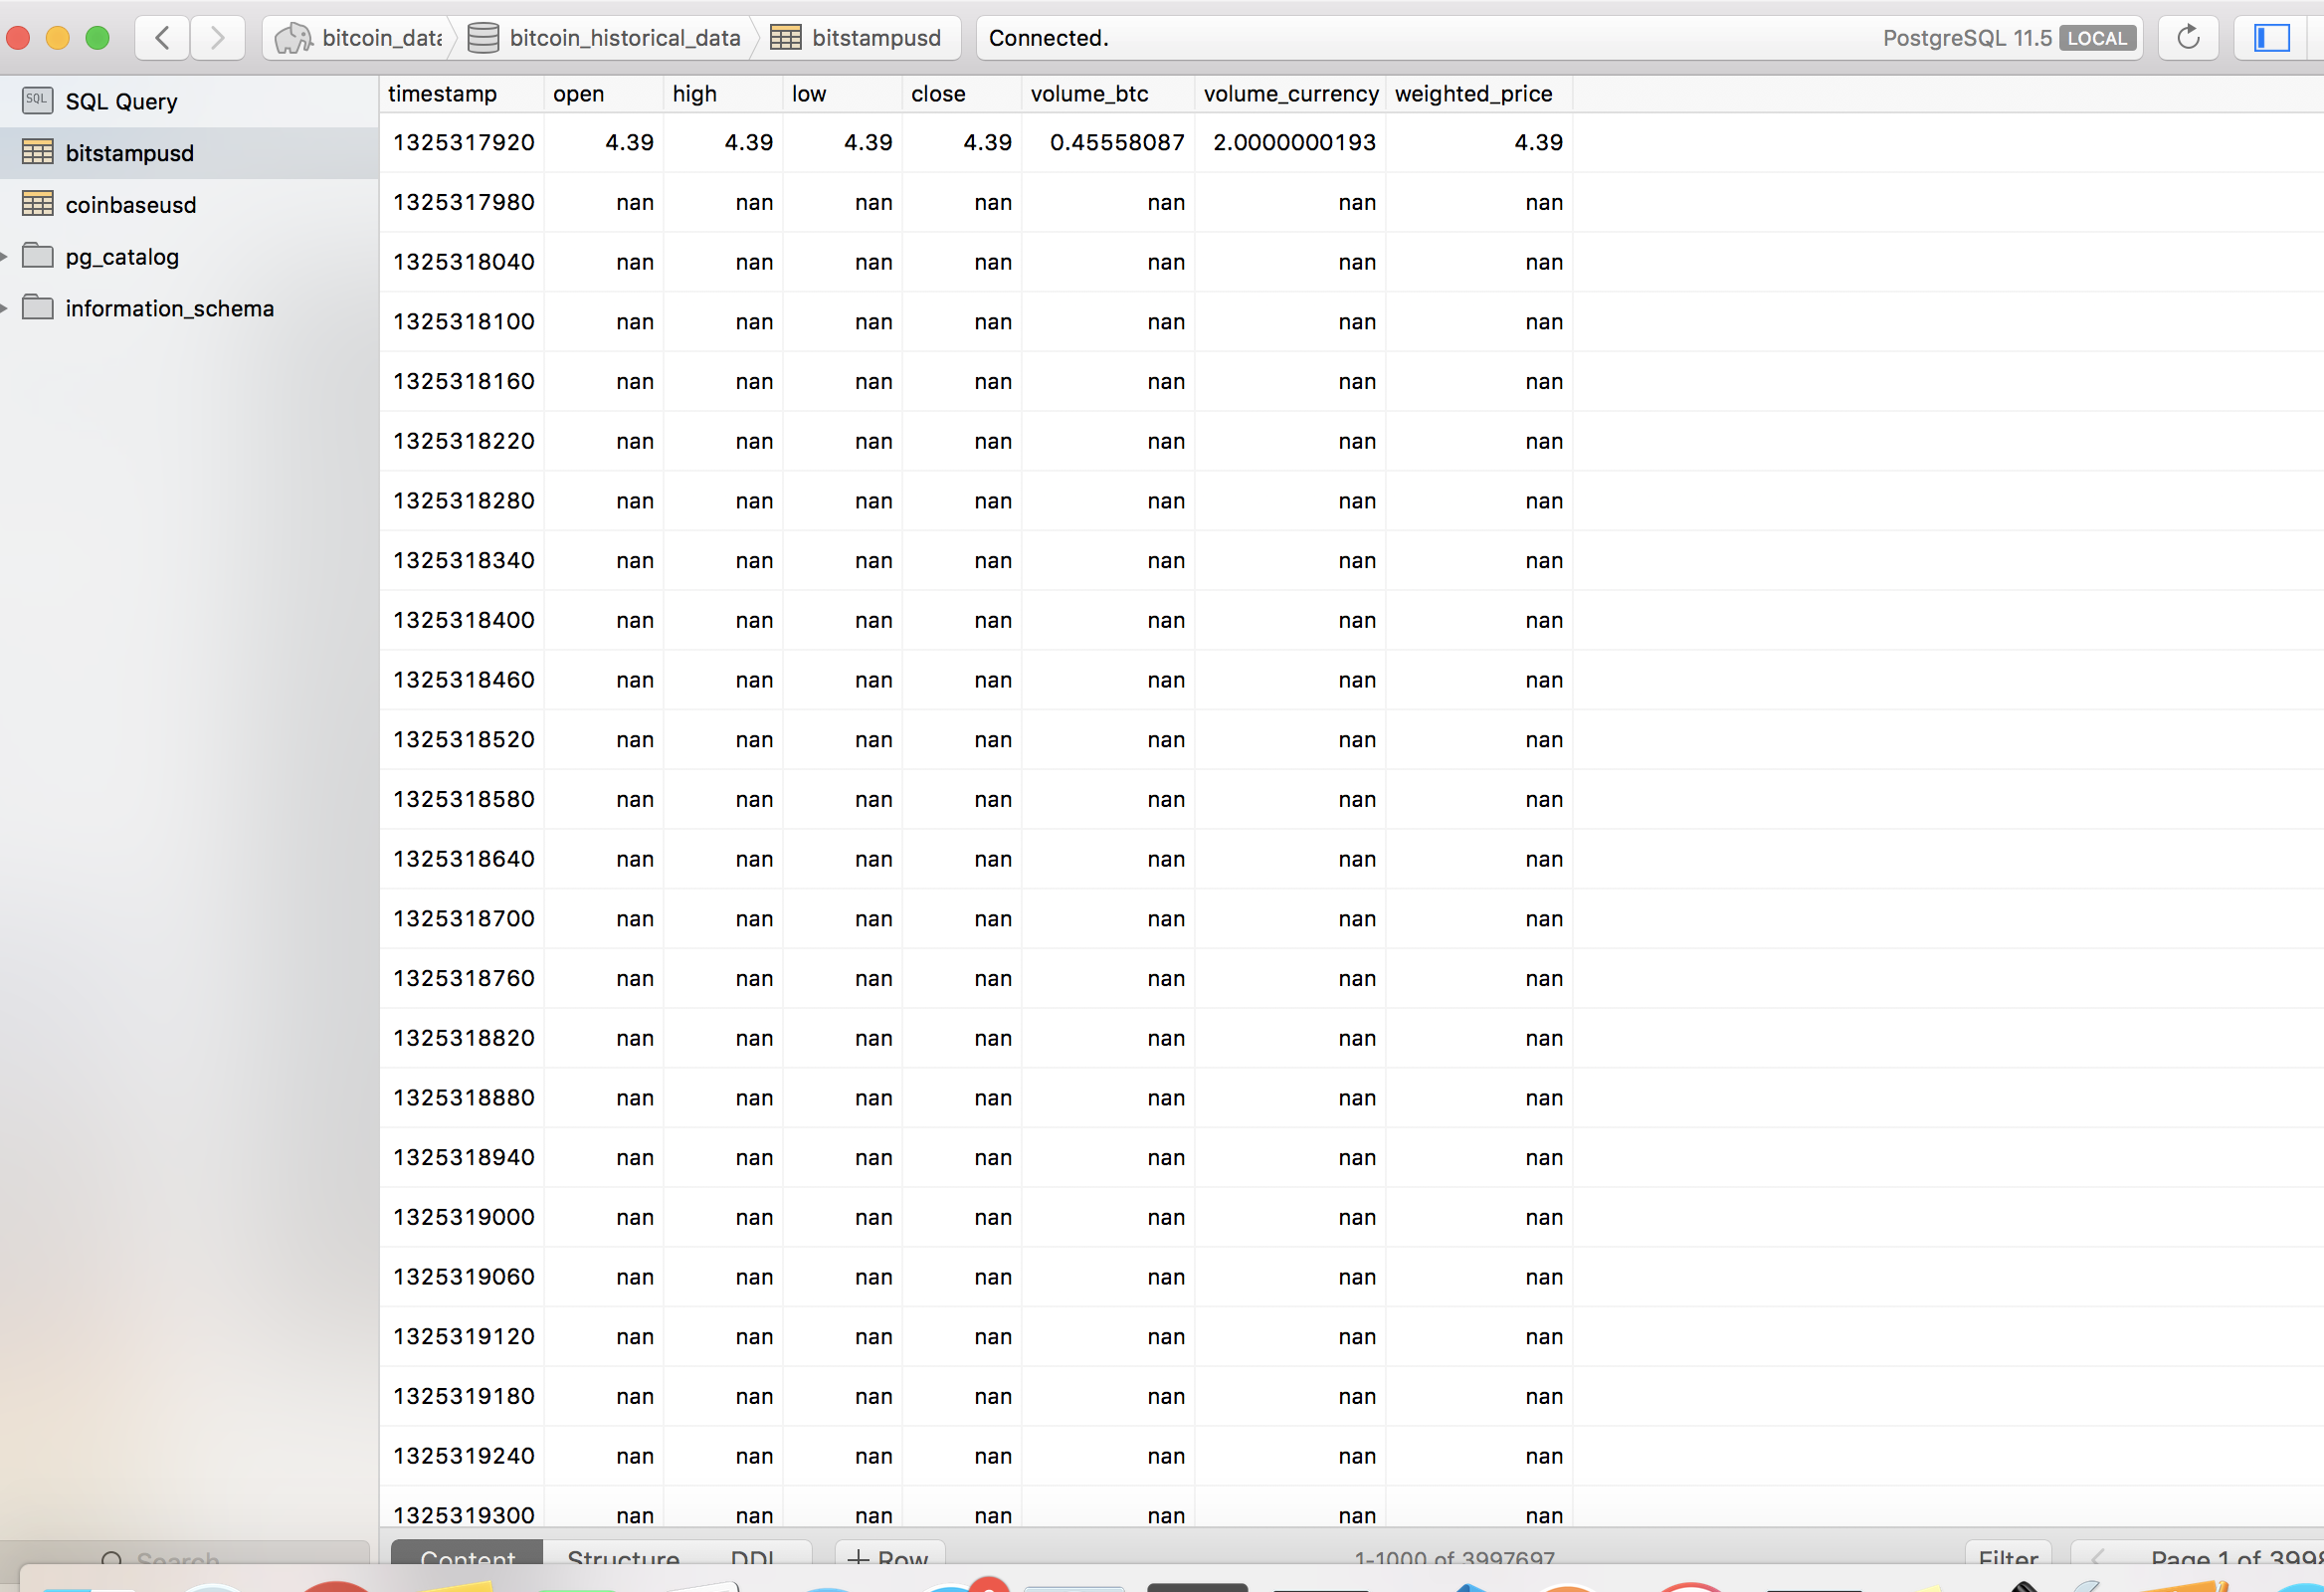 bitcoin_data bitcoin_historical_data bitstampusd Connected. PostgreSQL 11.5 LOCAL
SQL SQL Query
bitstampusd
coinbaseusd
pg_catalog
information_schema
timestamp open high low close volume_btc volume_currency weighted_price
1325317920 4.39 4.39 4.39 4.39 0.45558087 2.0000000193 4.39
1325317980 nan nan nan nan nan nan nan
1325318040 nan nan nan nan nan nan nan
1325318100 nan nan nan nan nan nan nan
1325318160 nan nan nan nan nan nan nan
1325318220 nan nan nan nan nan nan nan
1325318280 nan nan nan nan nan nan nan
1325318340 nan nan nan nan nan nan nan
1325318400 nan nan nan nan nan nan nan
1325318460 nan nan nan nan nan nan nan
1325318520 nan nan nan nan nan nan nan
1325318580 nan nan nan nan nan nan nan
1325318640 nan nan nan nan nan nan nan
1325318700 nan nan nan nan nan nan nan
1325318760 nan nan nan nan nan nan nan
1325318820 nan nan nan nan nan nan nan
1325318880 nan nan nan nan nan nan nan
1325318940 nan nan nan nan nan nan nan
1325319000 nan nan nan nan nan nan nan
1325319060 nan nan nan nan nan nan nan
1325319120 nan nan nan nan nan nan nan
1325319180 nan nan nan nan nan nan nan
1325319240 nan nan nan nan nan nan nan
1325319300 nan nan nan nan nan nan nan
Search Content Structure DDL + Row 1-1000 of 3997697 Filter Page 1 of